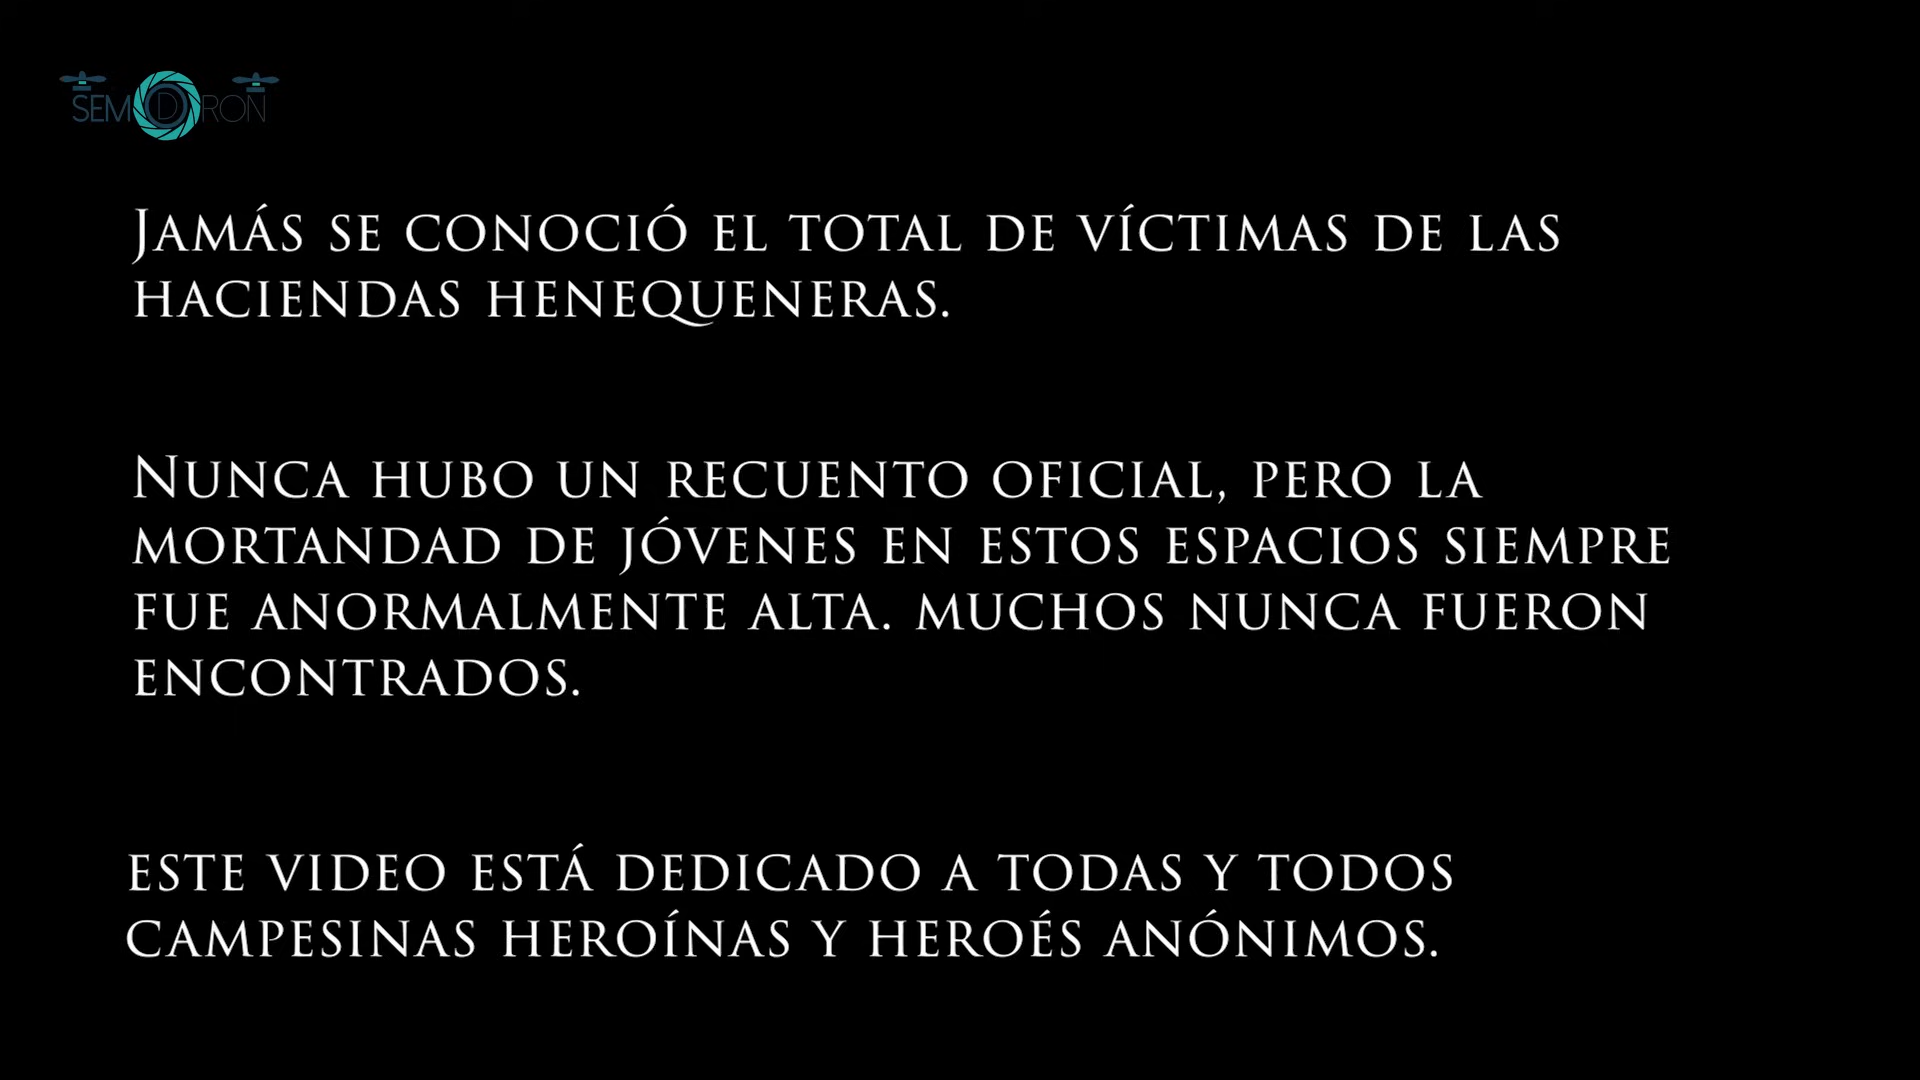 SEMODRON
Jamás se conoció el total de víctimas de las
haciendas henequeneras.
Nunca hubo un recuento oficial, pero la
mortandad de jóvenes en estos espacios siempre
fue anormalmente alta. muchos nunca fueron
encontrados.
este video está dedicado a todas y todos
campesinas heroínas y heroés anónimos.